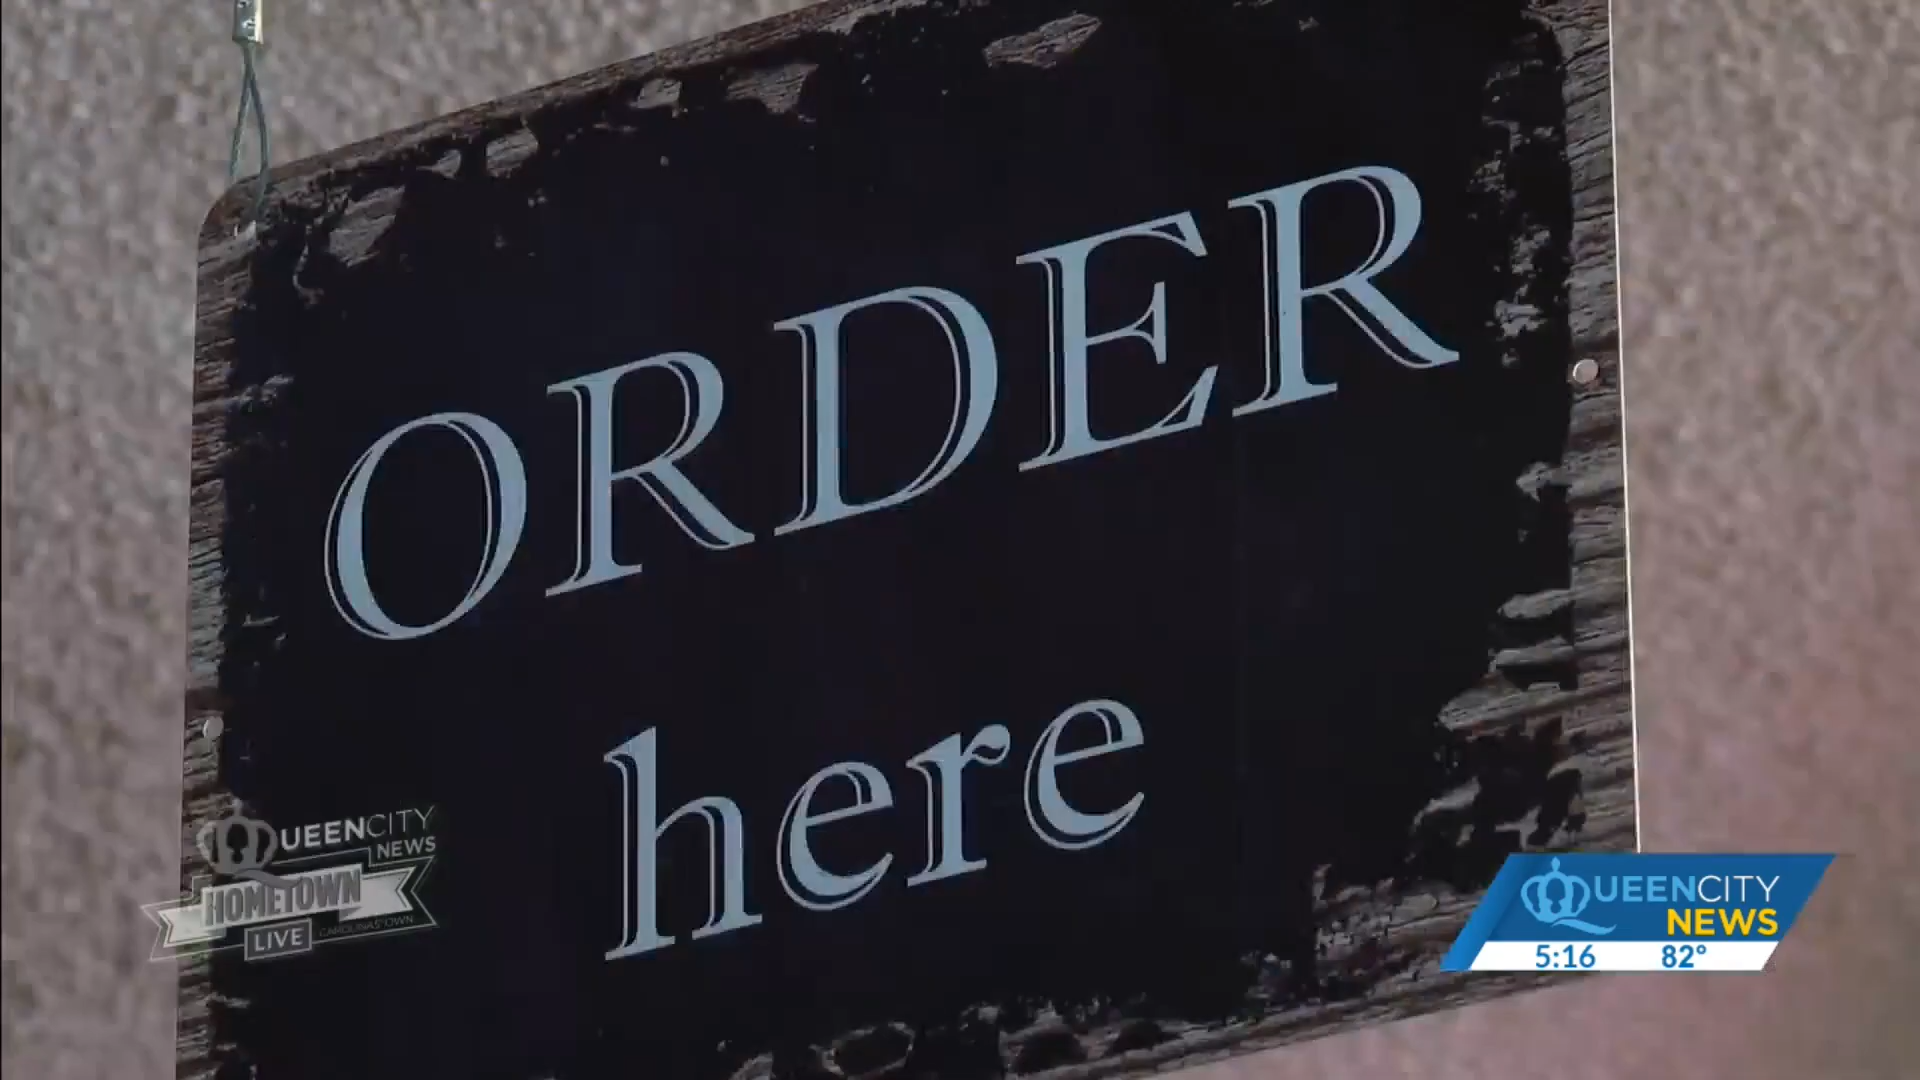 ORDER
here
QUEENCITY
NEWS
HOMETOWN
CAROLINAS' OWN
LIVE
QUEENCITY
NEWS
5:16 82°